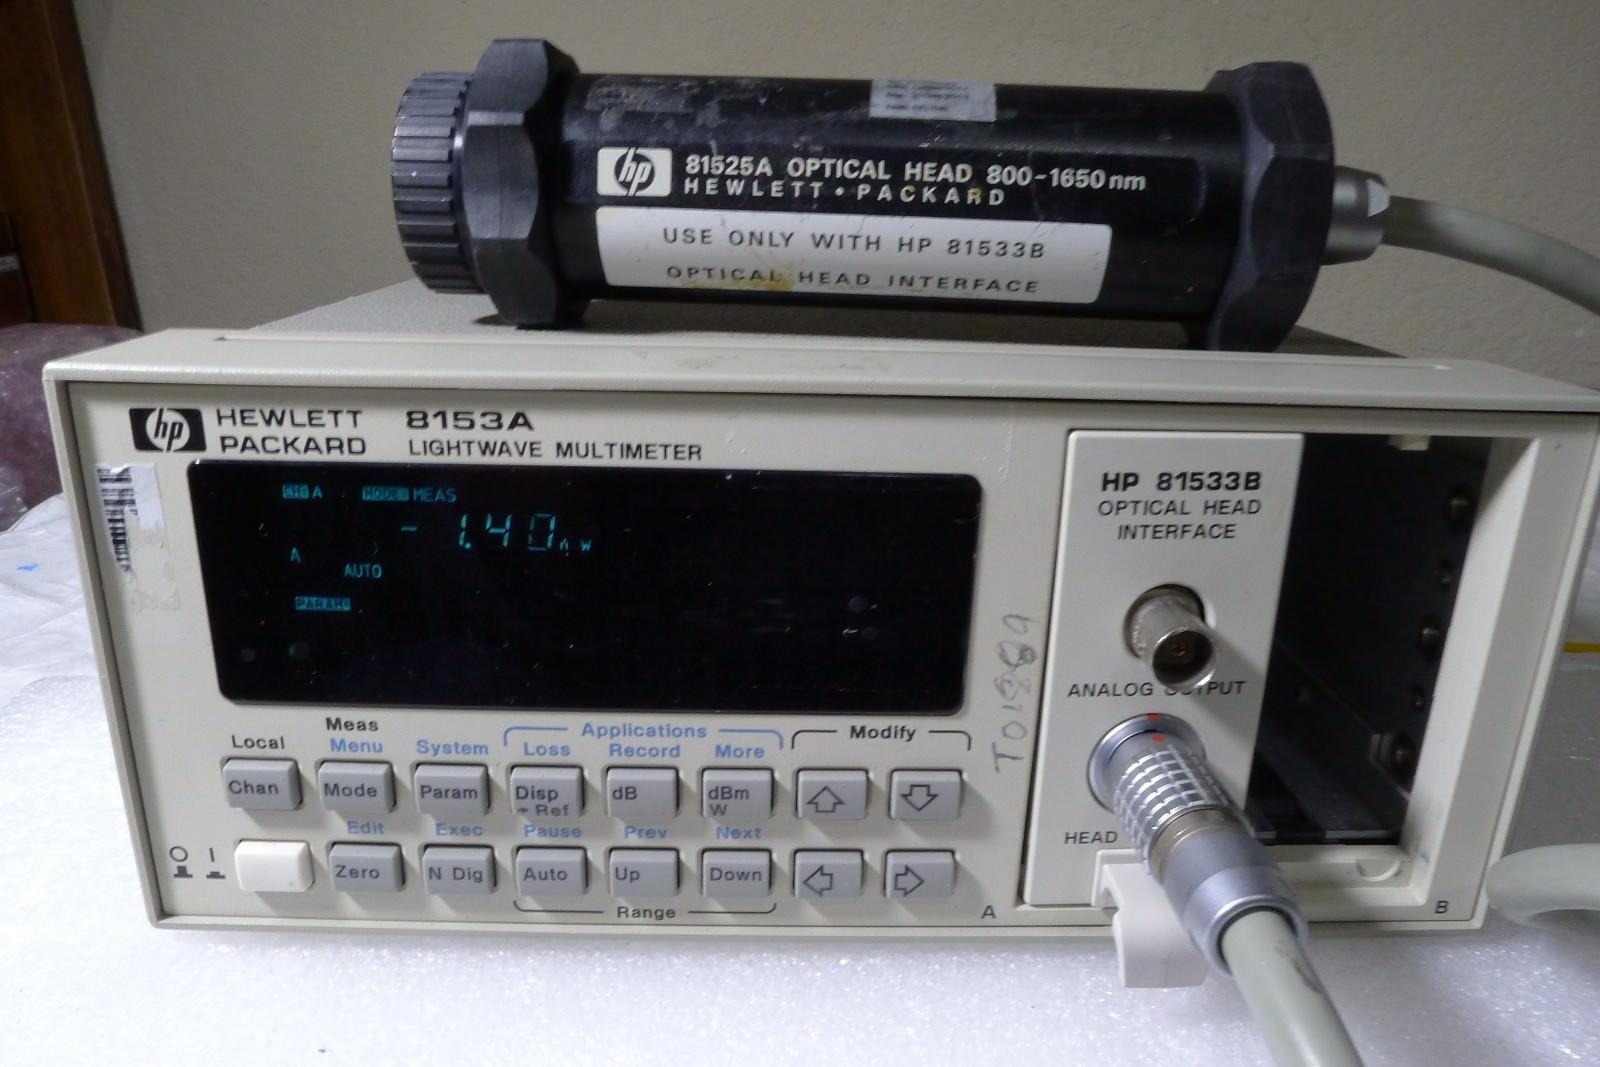 hp 81525A OPTICAL HEAD 800-1650nm
HEWLETT • PACKARD
USE ONLY WITH HP 81533B
OPTICAL HEAD INTERFACE
hp HEWLETT PACKARD
8153A
LIGHTWAVE MULTIMETER
CH: A MODE: MEAS
- 1.40nW
A
AUTO
PARAM:
HP 81533B
OPTICAL HEAD
INTERFACE
ANALOG OUTPUT
HEAD
Meas
Applications
Modify
Local
Menu
System
Loss
Record
More
Chan
Mode
Param
Disp → Ref
dB
dBm W
Edit
Exec
Pause
Prev
Next
O I
Zero
N Dig
Auto
Up
Down
Range
A
B